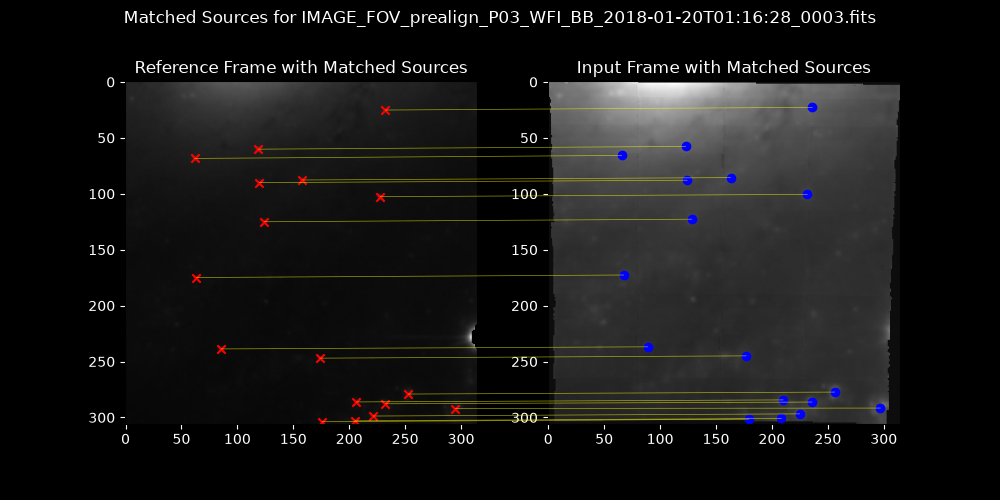 Matched Sources for IMAGE_FOV_prealign_P03_WFI_BB_2018-01-20T01:16:28_0003.fits
Reference Frame with Matched Sources
Input Frame with Matched Sources
0
50
100
150
200
250
300
0 50 100 150 200 250 300
0
50
100
150
200
250
300
0 50 100 150 200 250 300